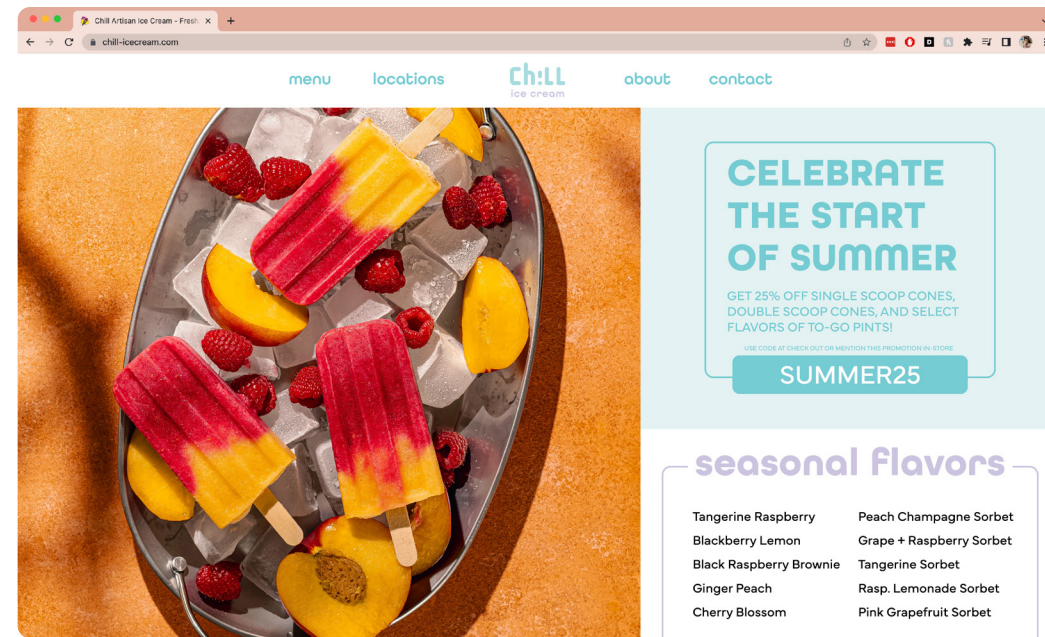 Chill Artisan Ice Cream - Fresh
chill-icecream.com
menu
locations
Ch:LL
ice cream
about
contact
CELEBRATE
THE START
OF SUMMER
GET 25% OFF SINGLE SCOOP CONES,
DOUBLE SCOOP CONES, AND SELECT
FLAVORS OF TO-GO PINTS!
USE CODE AT CHECK OUT OR MENTION THIS PROMOTION IN-STORE
SUMMER25
seasonal flavors
Tangerine Raspberry
Blackberry Lemon
Black Raspberry Brownie
Ginger Peach
Cherry Blossom
Peach Champagne Sorbet
Grape + Raspberry Sorbet
Tangerine Sorbet
Rasp. Lemonade Sorbet
Pink Grapefruit Sorbet